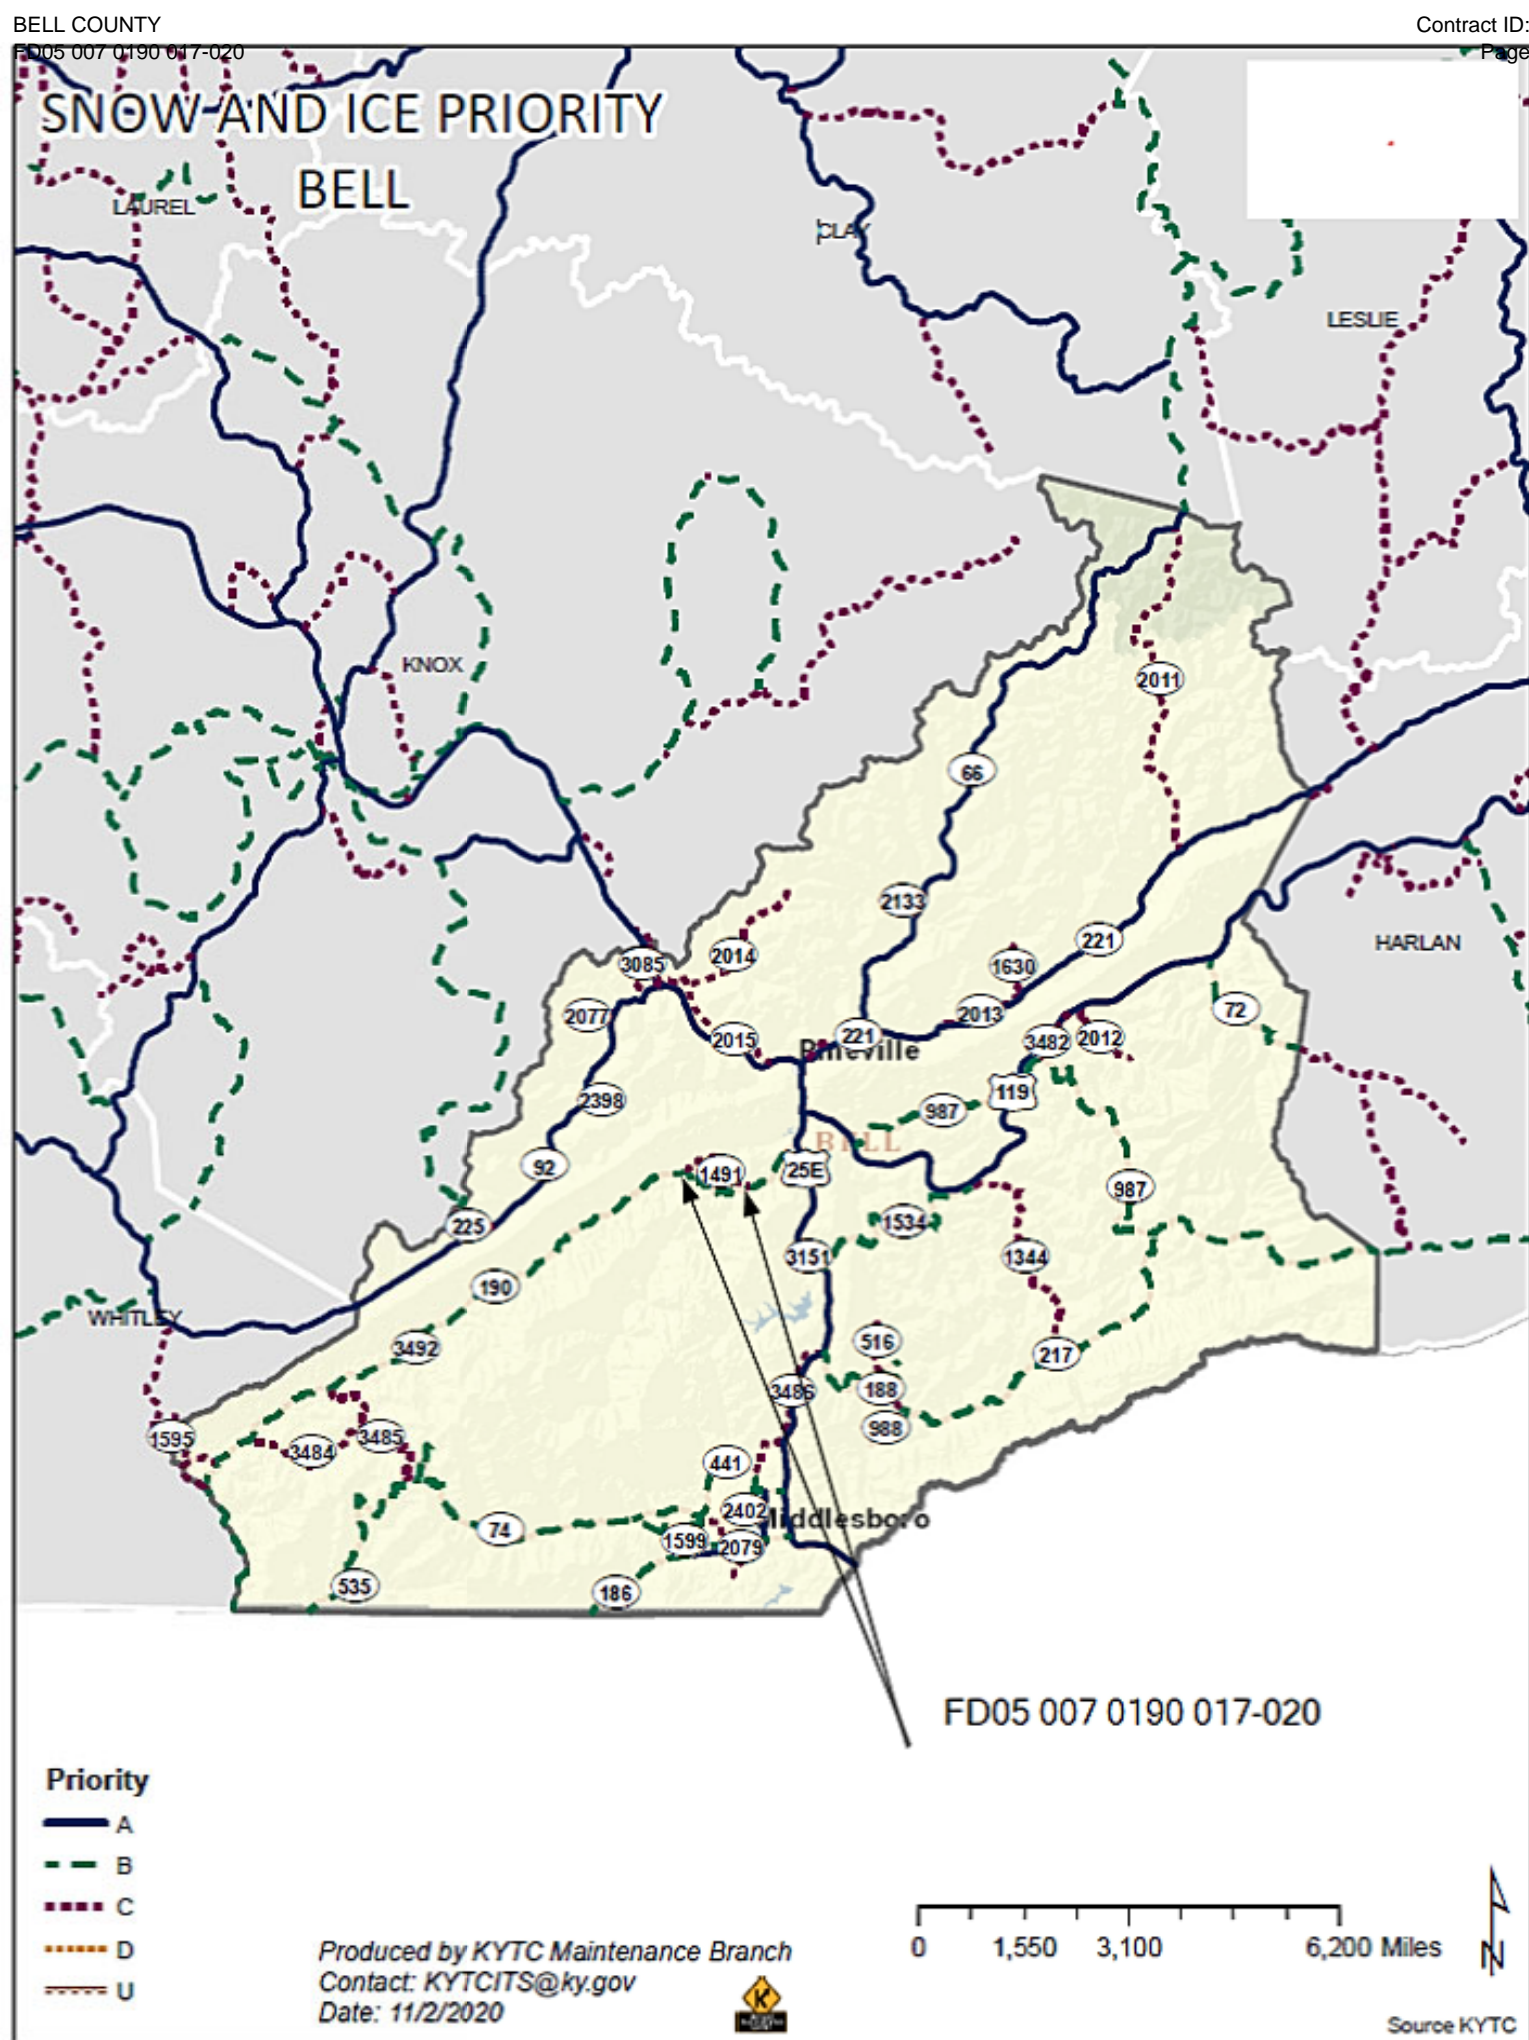 BELL COUNTY
Contract ID:
FD05 007 0190 017-020
Page
SNOW AND ICE PRIORITY
BELL
LAUREL
CLAY
LESLIE
KNOX
2011
66
2133
HARLAN
221
2014
3085
1630
72
2013
2077
221
2015
3482
2012
Pineville
119
2398
987
BELL
92
1491
25E
987
225
1534
3151
1344
190
WHITLEY
516
3492
217
3486
188
988
1595
3485
3484
441
2402
Middlesboro
74
1599
2079
535
186
FD05 007 0190 017-020
Priority
A
B
C
D
U
0 1,550 3,100 6,200 Miles
N
Produced by KYTC Maintenance Branch
Contact: KYTCITS@ky.gov
Date: 11/2/2020
Source KYTC